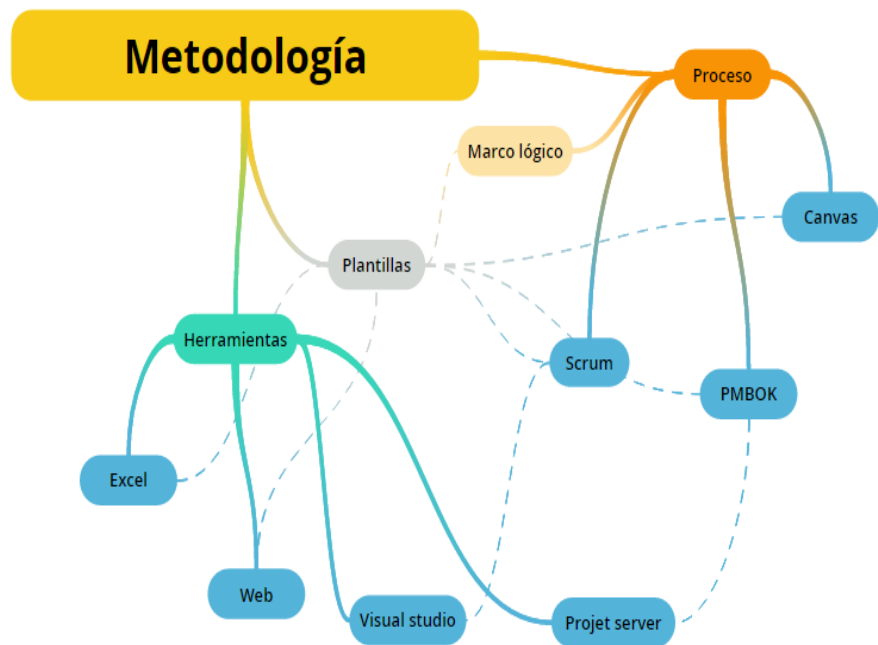 Metodología
Proceso
Marco lógico
Canvas
Plantillas
Herramientas
Scrum
PMBOK
Excel
Web
Visual studio
Projet server